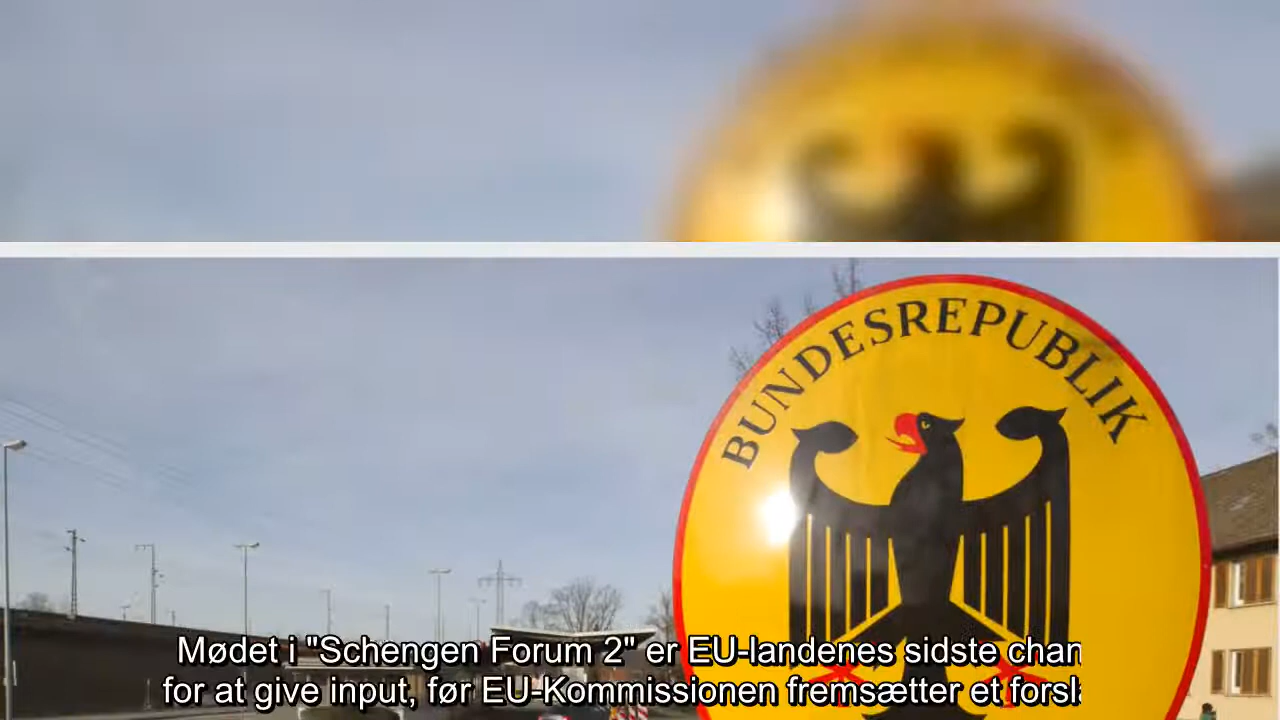 BUNDESREPUBLIK
Mødet i "Schengen Forum 2" er EU-landenes sidste
for at give input, før EU-Kommissionen fremsætter et